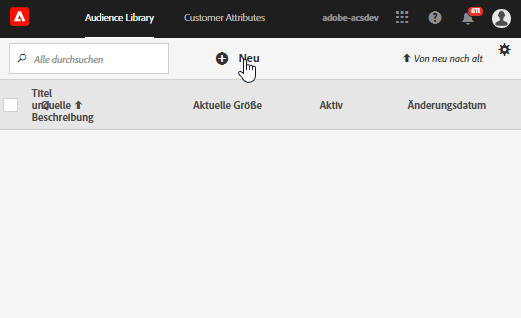 Audience Library
Customer Attributes
adobe-acsdev
?
611
Alle durchsuchen
Neu
Von neu nach alt
Titel
und
Quelle
Beschreibung
Aktuelle Größe
Aktiv
Änderungsdatum